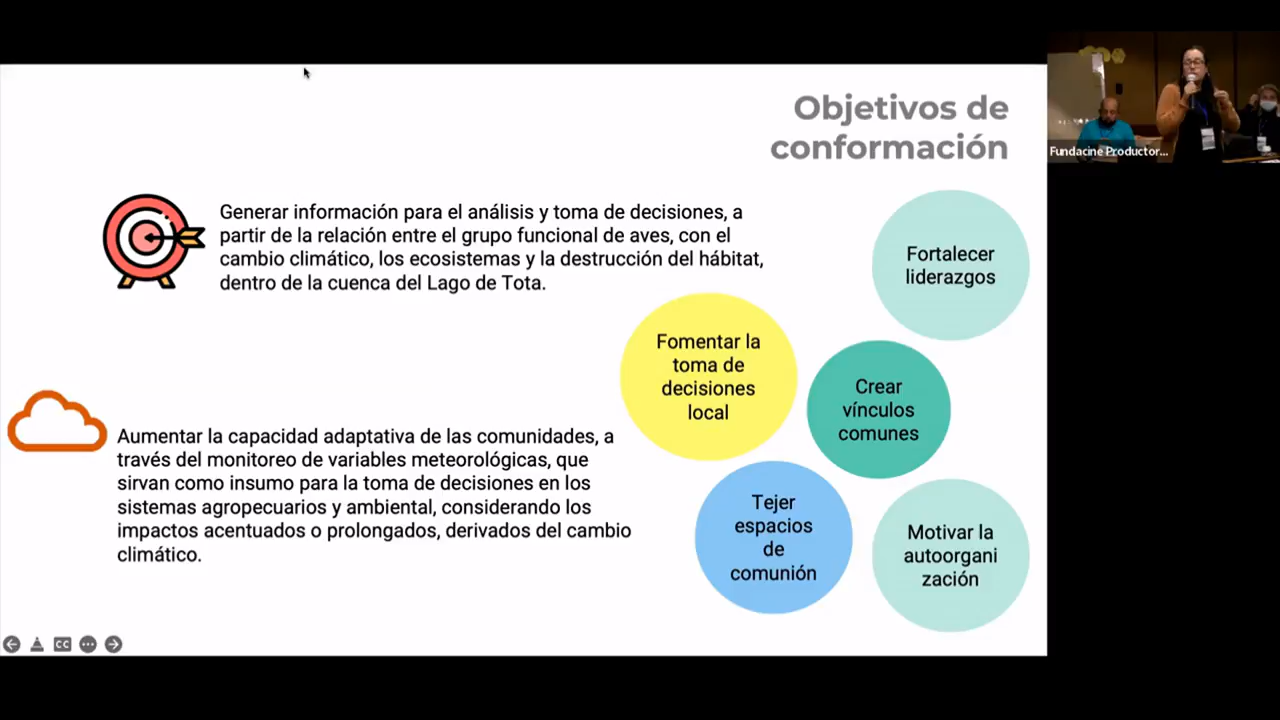 Objetivos de
conformación
Generar información para el análisis y toma de decisiones, a
partir de la relación entre el grupo funcional de aves, con el
cambio climático, los ecosistemas y la destrucción del hábitat,
dentro de la cuenca del Lago de Tota.
Aumentar la capacidad adaptativa de las comunidades, a
través del monitoreo de variables meteorológicas, que
sirvan como insumo para la toma de decisiones en los
sistemas agropecuarios y ambiental, considerando los
impactos acentuados o prolongados, derivados del cambio
climático.
Fortalecer
liderazgos
Fomentar la
toma de
decisiones
local
Crear
vínculos
comunes
Tejer
espacios
de
comunión
Motivar la
autoorgani
zación
Fundacine Productor...
CC